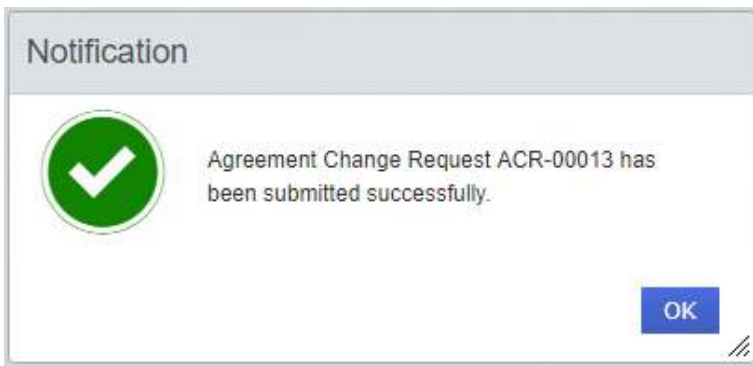 Notification
Agreement Change Request ACR-00013 has
been submitted successfully.
OK